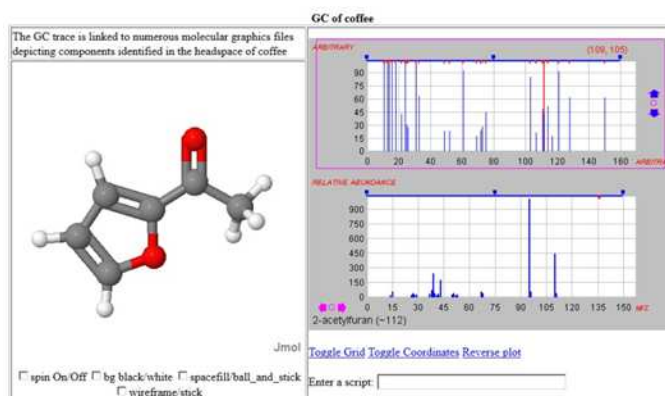 GC of coffee
The GC trace is linked to numerous molecular graphics files
depicting components identified in the headspace of coffee
Jmol
spin On/Off bg black/white spacefill/ball_and_stick
wireframe/stick
ARBITRARY
(109, 105)
90
75
60
45
30
15
0
0 20 40 60 80 100 120 140 160 ARBITRA
RELATIVE ABUNDANCE
900
750
600
450
300
150
0
0 15 30 45 60 75 90 105 120 135 150 M/Z
2-acetylfuran (~112)
Toggle Grid Toggle Coordinates Reverse plot
Enter a script: